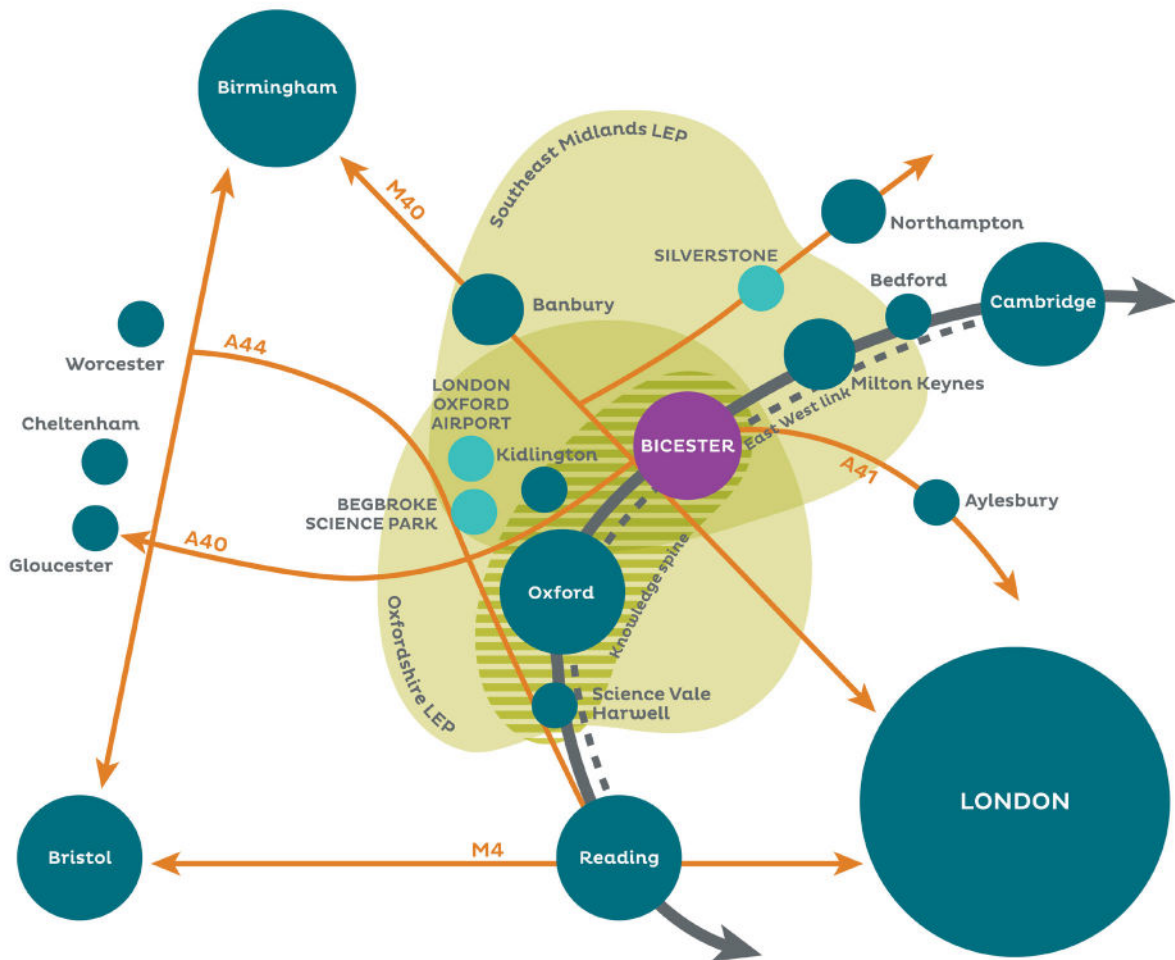 Birmingham
Southeast Midlands LEP
M40
Northampton
SILVERSTONE
Bedford
Cambridge
Banbury
Worcester
A44
Milton Keynes
East West link
LONDON
OXFORD
AIRPORT
Cheltenham
Kidlington
BICESTER
A41
BEGBROKE
SCIENCE PARK
Aylesbury
A40
Gloucester
Oxford
Knowledge spine
Oxfordshire LEP
Science Vale
Harwell
LONDON
Bristol
M4
Reading